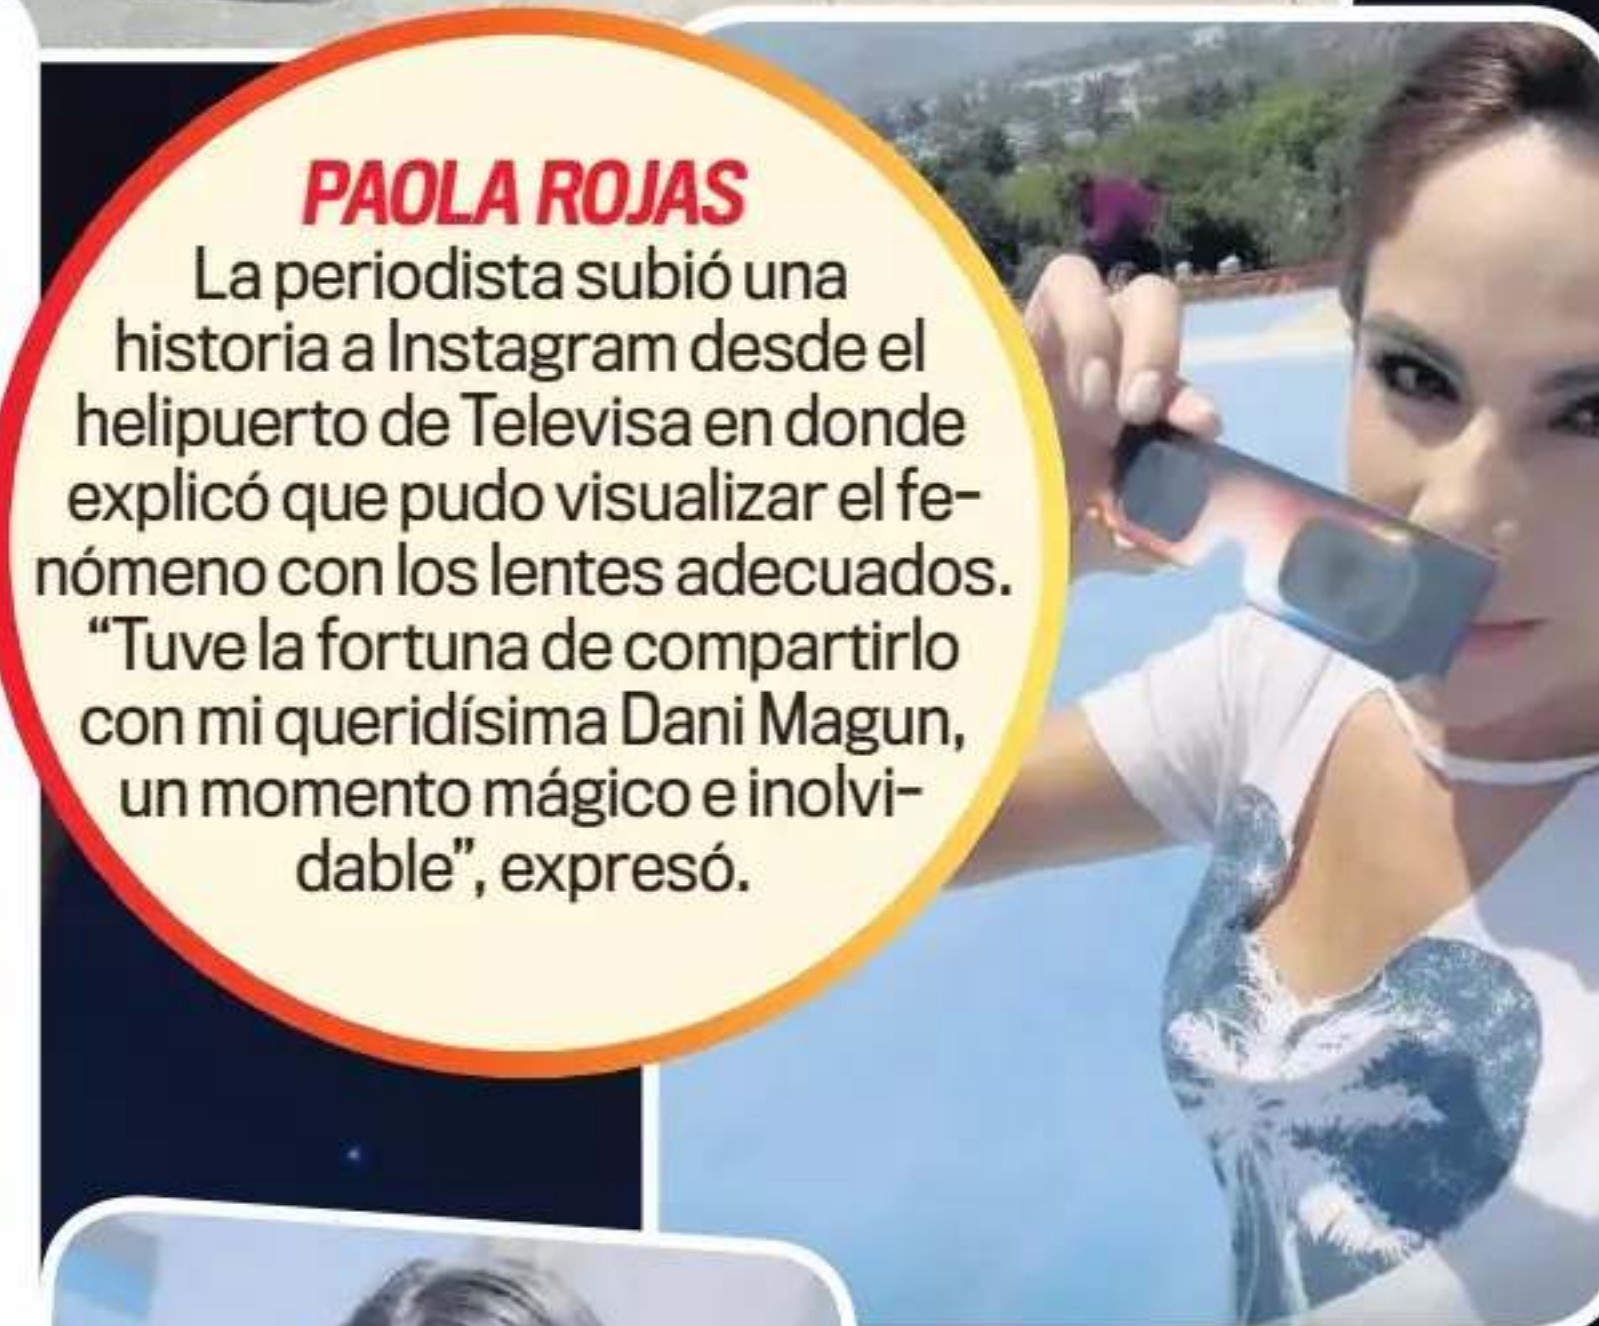 PAOLA ROJAS
La periodista subió una
historia a Instagram desde el
helipuerto de Televisa en donde
explicó que pudo visualizar el fe-
nómeno con los lentes adecuados.
“Tuve la fortuna de compartirlo
con mi queridísima Dani Magun,
un momento mágico e inolvi-
dable”, expresó.